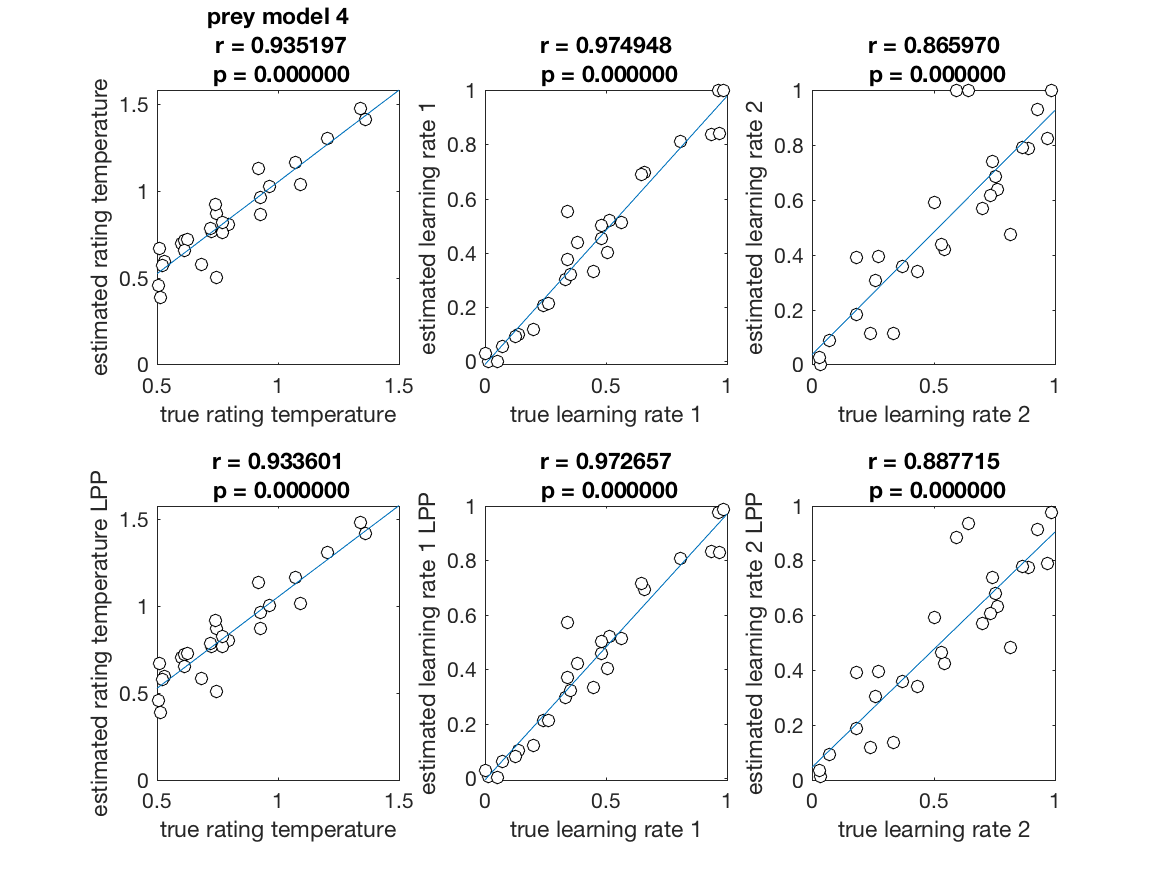 prey model 4
r = 0.935197
p = 0.000000
estimated rating temperature
1.5
1
0.5
0
0.5
1
1.5
true rating temperature
r = 0.974948
p = 0.000000
estimated learning rate 1
1
0.8
0.6
0.4
0.2
0
0
0.5
1
true learning rate 1
r = 0.865970
p = 0.000000
estimated learning rate 2
1
0.8
0.6
0.4
0.2
0
0
0.5
1
true learning rate 2
r = 0.933601
p = 0.000000
estimated rating temperature LPP
1.5
1
0.5
0
0.5
1
1.5
true rating temperature
r = 0.972657
p = 0.000000
estimated learning rate 1 LPP
1
0.8
0.6
0.4
0.2
0
0
0.5
1
true learning rate 1
r = 0.887715
p = 0.000000
estimated learning rate 2 LPP
1
0.8
0.6
0.4
0.2
0
0
0.5
1
true learning rate 2